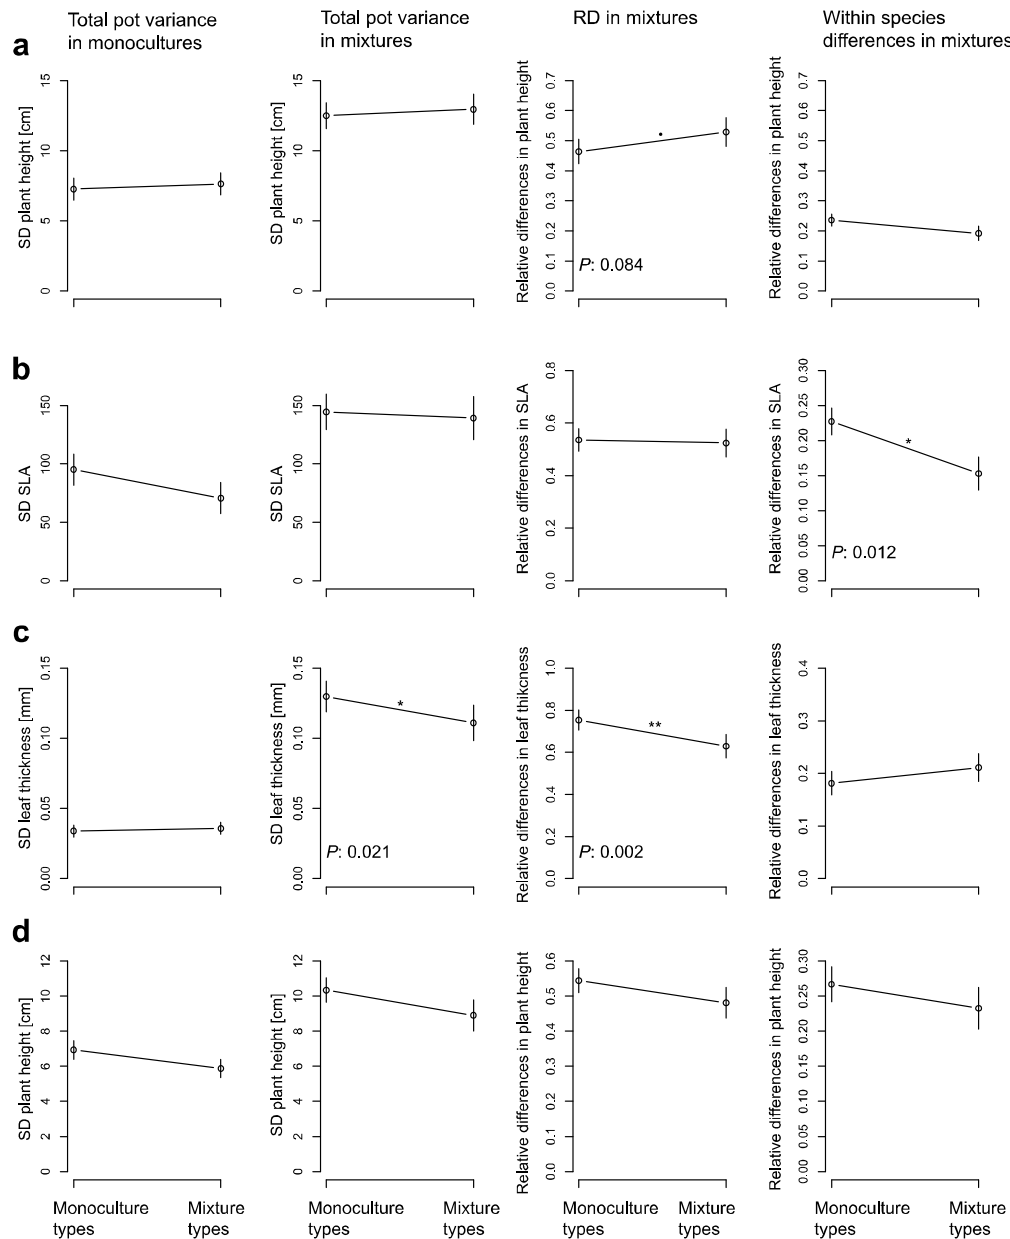 Total pot variance
in monocultures
Total pot variance
in mixtures
RD in mixtures
Within species
differences in mixtures
a
SD plant height [cm]
0 5 10 15
SD plant height [cm]
0 5 10 15
Relative differences in plant height
0.0 0.1 0.2 0.3 0.4 0.5 0.6 0.7
•
P: 0.084
Relative differences in plant height
0.0 0.1 0.2 0.3 0.4 0.5 0.6 0.7
b
SD SLA
0 50 100 150
SD SLA
0 50 100 150
Relative differences in SLA
0.0 0.2 0.4 0.6 0.8
Relative differences in SLA
0.00 0.05 0.10 0.15 0.20 0.25 0.30
*
P: 0.012
c
SD leaf thickness [mm]
0.00 0.05 0.10 0.15
SD leaf thickness [mm]
0.00 0.05 0.10 0.15
*
P: 0.021
Relative differences in leaf thikcness
0.0 0.2 0.4 0.6 0.8 1.0
**
P: 0.002
Relative differences in leaf thickness
0.0 0.1 0.2 0.3 0.4
d
SD plant height [cm]
0 2 4 6 8 10 12
SD plant height [cm]
0 2 4 6 8 10 12
Relative differences in plant height
0.0 0.1 0.2 0.3 0.4 0.5 0.6
Relative differences in plant height
0.00 0.05 0.10 0.15 0.20 0.25 0.30
Monoculture
types
Mixture
types
Monoculture
types
Mixture
types
Monoculture
types
Mixture
types
Monoculture
types
Mixture
types